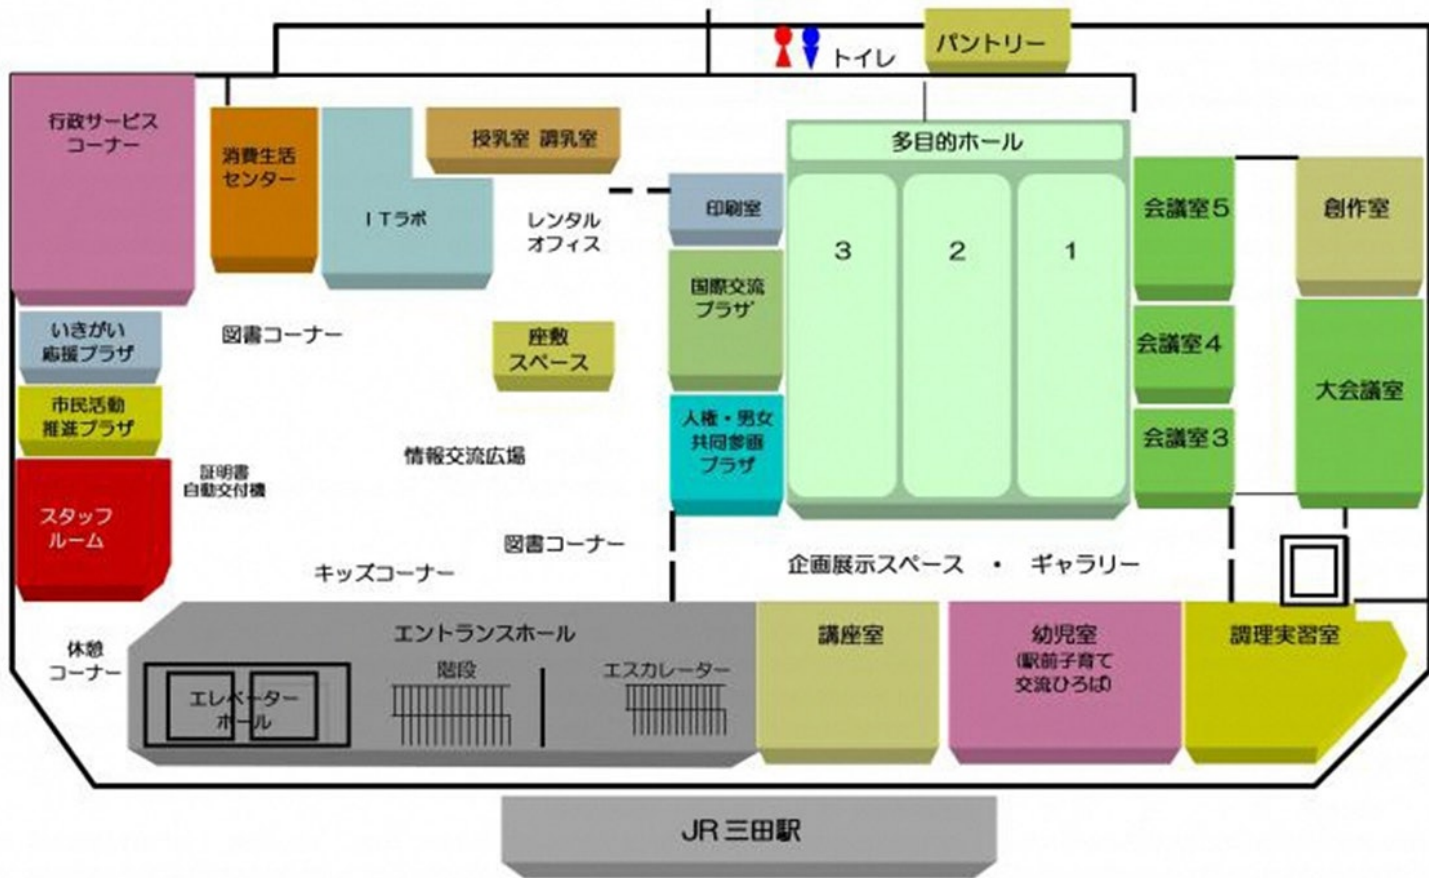 トイレ
パントリー
行政サービス
コーナー
消費生活
センター
ITラボ
授乳室 調乳室
レンタル
オフィス
印刷室
多目的ホール
3
2
1
会議室5
創作室
国際交流
プラザ
いきがい
応援プラザ
図書コーナー
座敷
スペース
会議室4
大会議室
市民活動
推進プラザ
人権・男女
共同参画
プラザ
会議室3
情報交流広場
証明書
自動交付機
スタッフ
ルーム
図書コーナー
キッズコーナー
企画展示スペース ・ ギャラリー
休憩
コーナー
エントランスホール
階段
エスカレーター
エレベーター
ホール
講座室
幼児室
(駅前子育て
交流ひろば)
調理実習室
JR三田駅